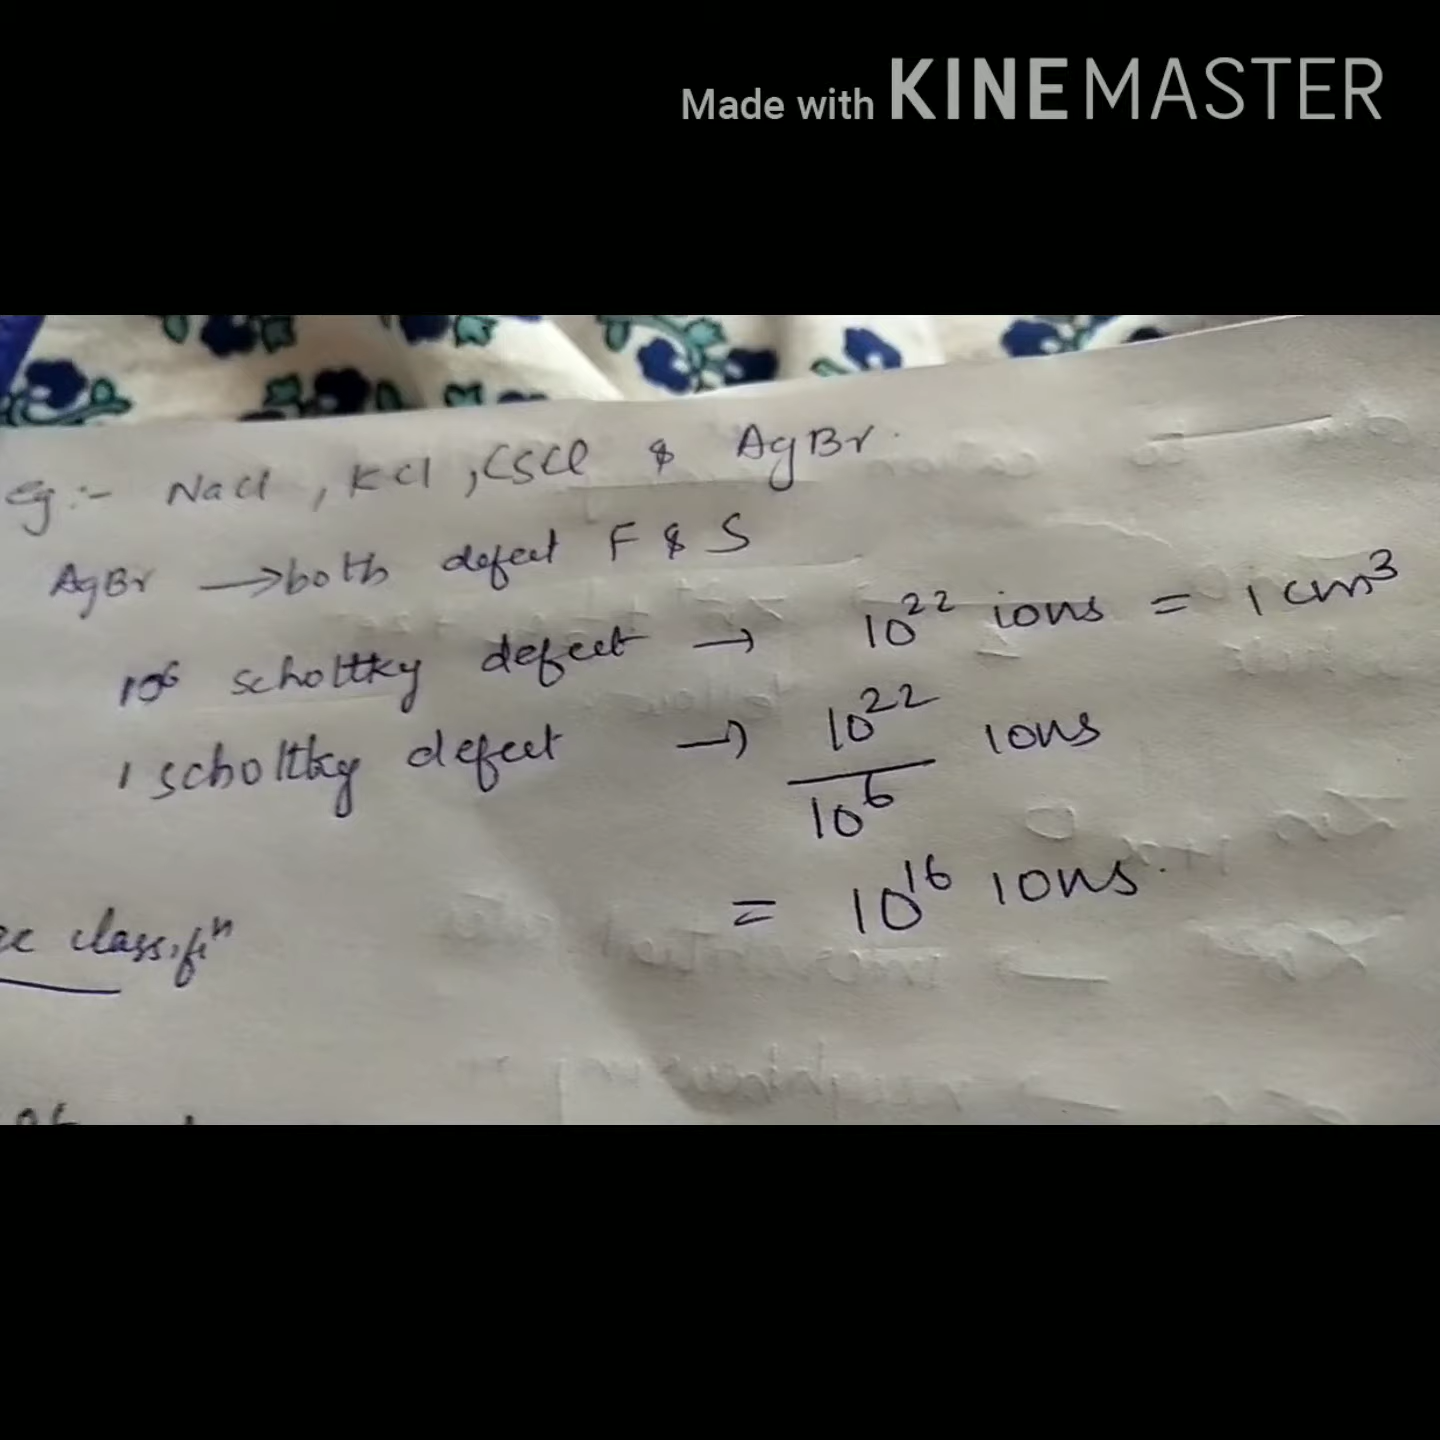 Made with KINEMASTER
eg:- NaCl, KCl, CsCl & AgBr.
AgBr → both defect F & S
10⁶ schottky defect → 10²² ions = 1 cm³
1 schottky defect → 10²²/10⁶ ions
= 10¹⁶ ions.
classifⁿ